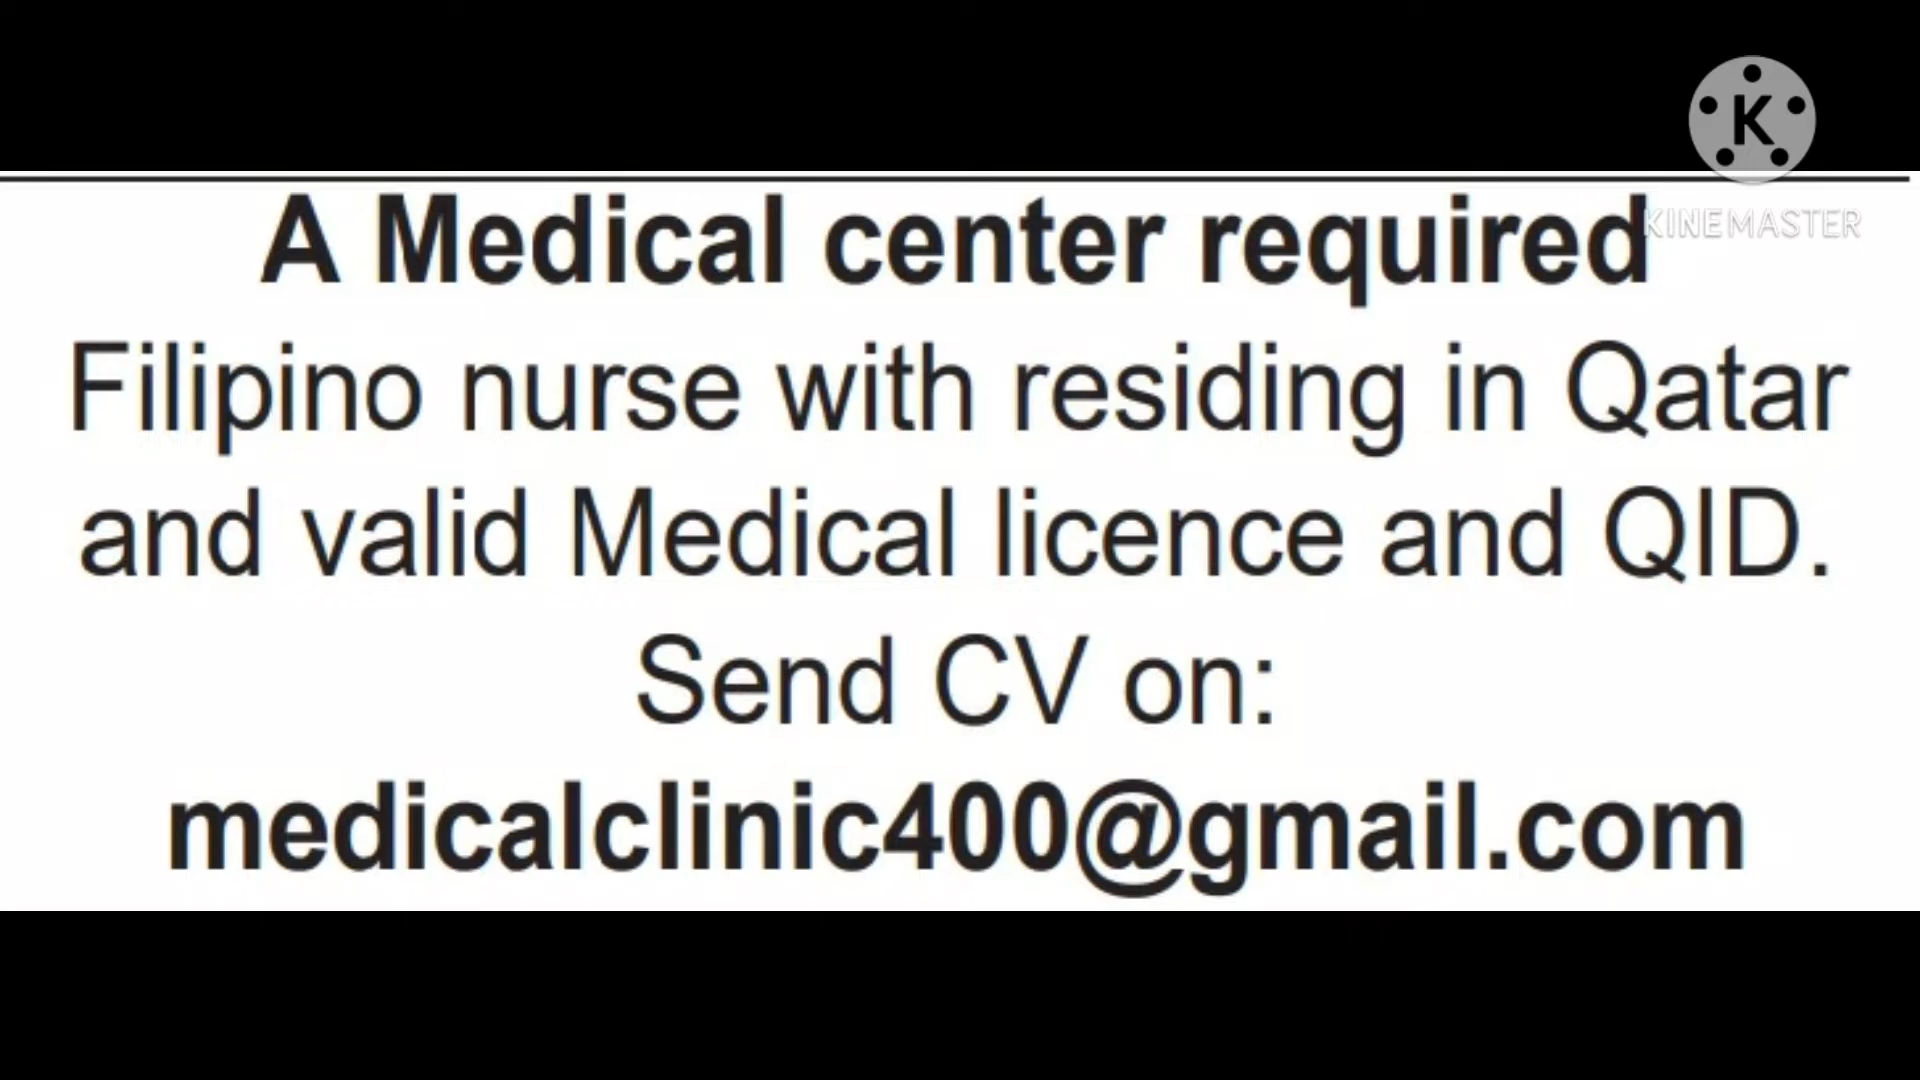 K
KINEMASTER
A Medical center required
Filipino nurse with residing in Qatar
and valid Medical licence and QID.
Send CV on:
medicalclinic400@gmail.com